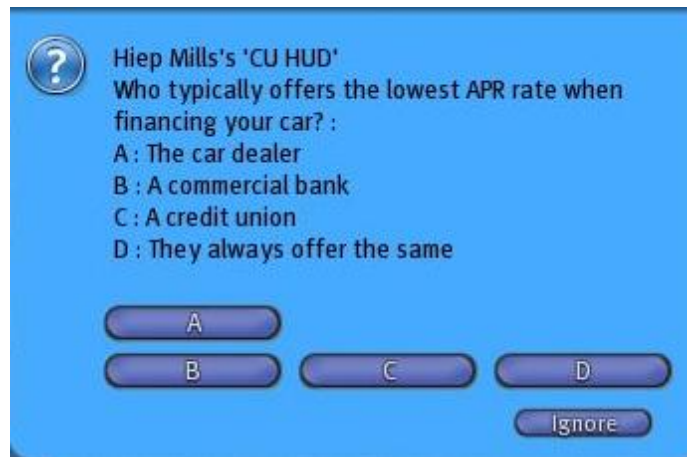 ?
Hiep Mills's 'CU HUD'
Who typically offers the lowest APR rate when
financing your car? :
A : The car dealer
B : A commercial bank
C : A credit union
D : They always offer the same
A
B C D
Ignore